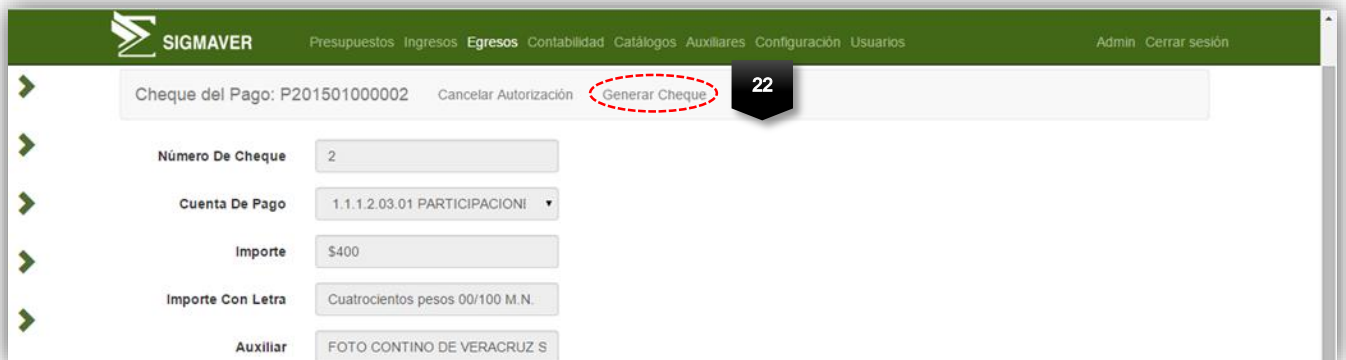 SIGMAVER Presupuestos Ingresos Egresos Contabilidad Catálogos Auxiliares Configuración Usuarios Admin Cerrar sesión
Cheque del Pago: P201501000002 Cancelar Autorización Generar Cheque 22
Número De Cheque 2
Cuenta De Pago 1.1.1.2.03.01 PARTICIPACIONE
Importe $400
Importe Con Letra Cuatrocientos pesos 00/100 M.N.
Auxiliar FOTO CONTINO DE VERACRUZ S